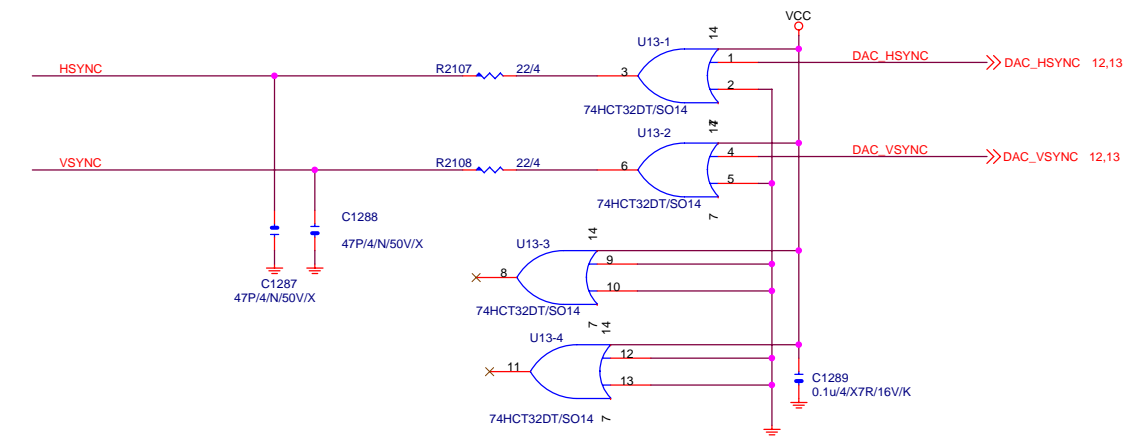 VCC
U13-1
14
HSYNC
R2107
22/4
3
1
DAC_HSYNC
DAC_HSYNC 12,13
2
74HCT32DT/SO14
7
14
U13-2
VSYNC
R2108
22/4
6
4
DAC_VSYNC
DAC_VSYNC 12,13
5
74HCT32DT/SO14
7
C1288
47P/4/N/50V/X
U13-3
14
8
9
10
C1287
47P/4/N/50V/X
74HCT32DT/SO14
7
14
U13-4
11
12
13
C1289
0.1u/4/X7R/16V/K
74HCT32DT/SO14
7